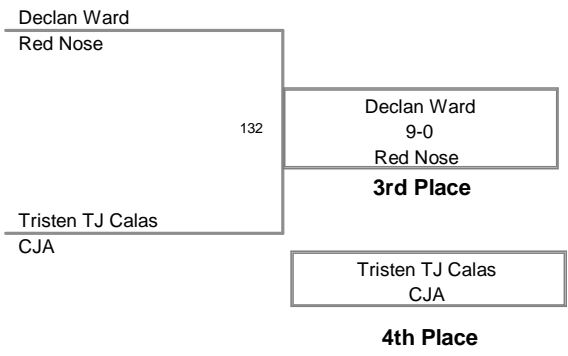 Declan Ward
Red Nose
132
Declan Ward
9-0
Red Nose
3rd Place
Tristen TJ Calas
CJA
Tristen TJ Calas
CJA
4th Place